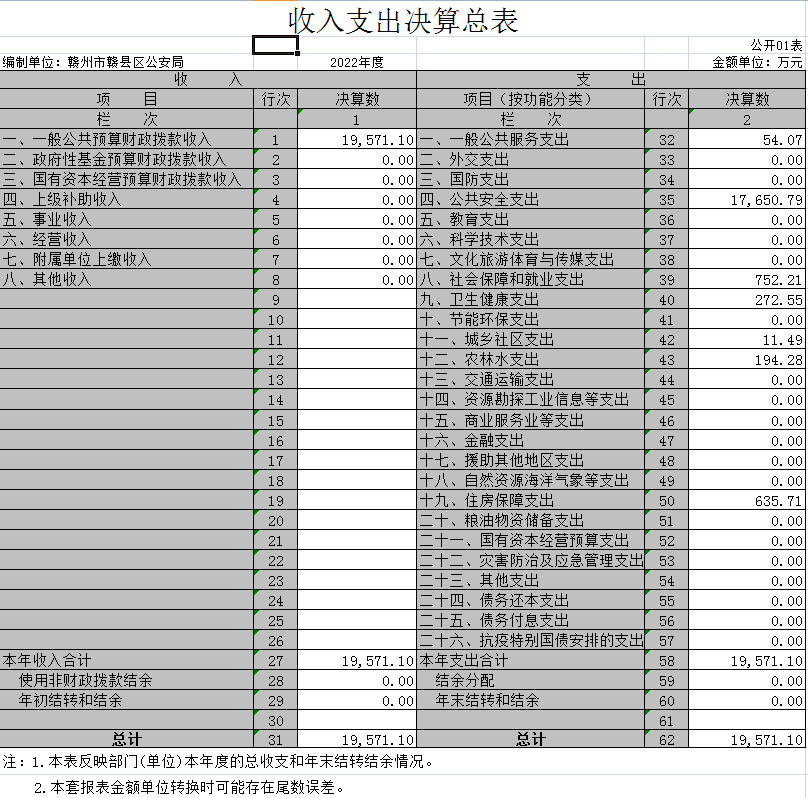 收入支出决算总表
公开01表
编制单位：赣州市赣县区公安局 2022年度 金额单位：万元
收 入 支 出
项 目 行次 决算数 项目（按功能分类） 行次 决算数
栏 次 1 栏 次 2
一、一般公共预算财政拨款收入 1 19,571.10 一、一般公共服务支出 32 54.07
二、政府性基金预算财政拨款收入 2 0.00 二、外交支出 33 0.00
三、国有资本经营预算财政拨款收入 3 0.00 三、国防支出 34 0.00
四、上级补助收入 4 0.00 四、公共安全支出 35 17,650.79
五、事业收入 5 0.00 五、教育支出 36 0.00
六、经营收入 6 0.00 六、科学技术支出 37 0.00
七、附属单位上缴收入 7 0.00 七、文化旅游体育与传媒支出 38 0.00
八、其他收入 8 0.00 八、社会保障和就业支出 39 752.21
9 九、卫生健康支出 40 272.55
10 十、节能环保支出 41 0.00
11 十一、城乡社区支出 42 11.49
12 十二、农林水支出 43 194.28
13 十三、交通运输支出 44 0.00
14 十四、资源勘探工业信息等支出 45 0.00
15 十五、商业服务业等支出 46 0.00
16 十六、金融支出 47 0.00
17 十七、援助其他地区支出 48 0.00
18 十八、自然资源海洋气象等支出 49 0.00
19 十九、住房保障支出 50 635.71
20 二十、粮油物资储备支出 51 0.00
21 二十一、国有资本经营预算支出 52 0.00
22 二十二、灾害防治及应急管理支出 53 0.00
23 二十三、其他支出 54 0.00
24 二十四、债务还本支出 55 0.00
25 二十五、债务付息支出 56 0.00
26 二十六、抗疫特别国债安排的支出 57 0.00
本年收入合计 27 19,571.10 本年支出合计 58 19,571.10
使用非财政拨款结余 28 0.00 结余分配 59 0.00
年初结转和结余 29 0.00 年末结转和结余 60 0.00
30 61
总计 31 19,571.10 总计 62 19,571.10
注：1.本表反映部门(单位)本年度的总收支和年末结转结余情况。
2.本套报表金额单位转换时可能存在尾数误差。